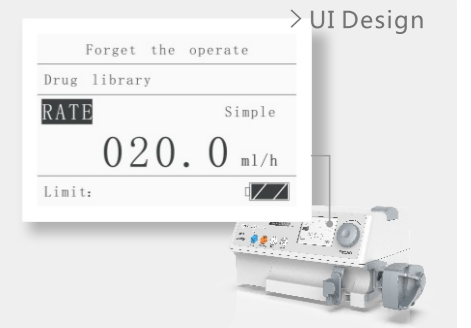 > UI Design
Forget the operate
Drug library
RATE Simple
020.0 ml/h
Limit: